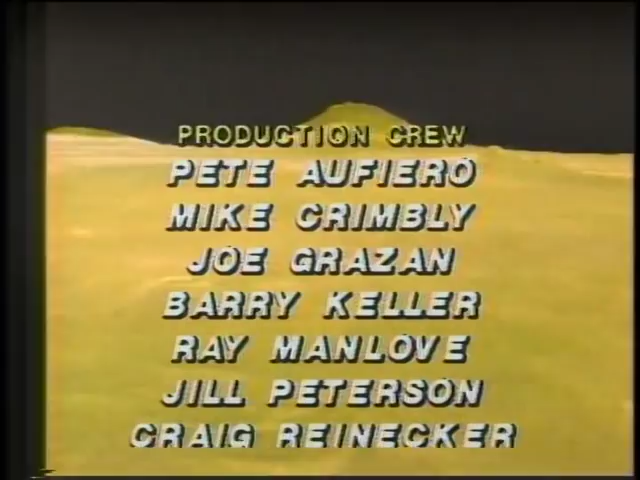 PRODUCTION CREW
PETE AUFIERO
MIKE CRIMBLY
JOE GRAZAN
BARRY KELLER
RAY MANLOVE
JILL PETERSON
CRAIG REINECKER